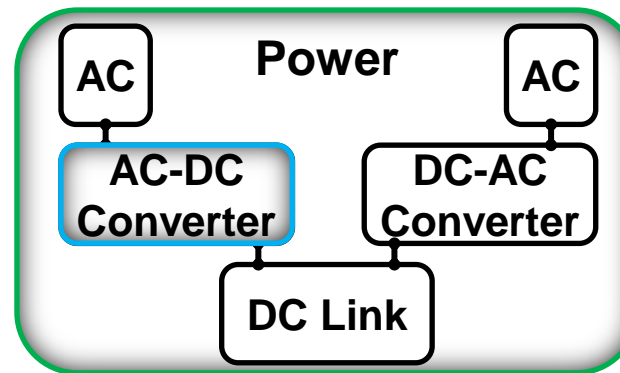 Power
AC
AC
AC-DC
Converter
DC-AC
Converter
DC Link